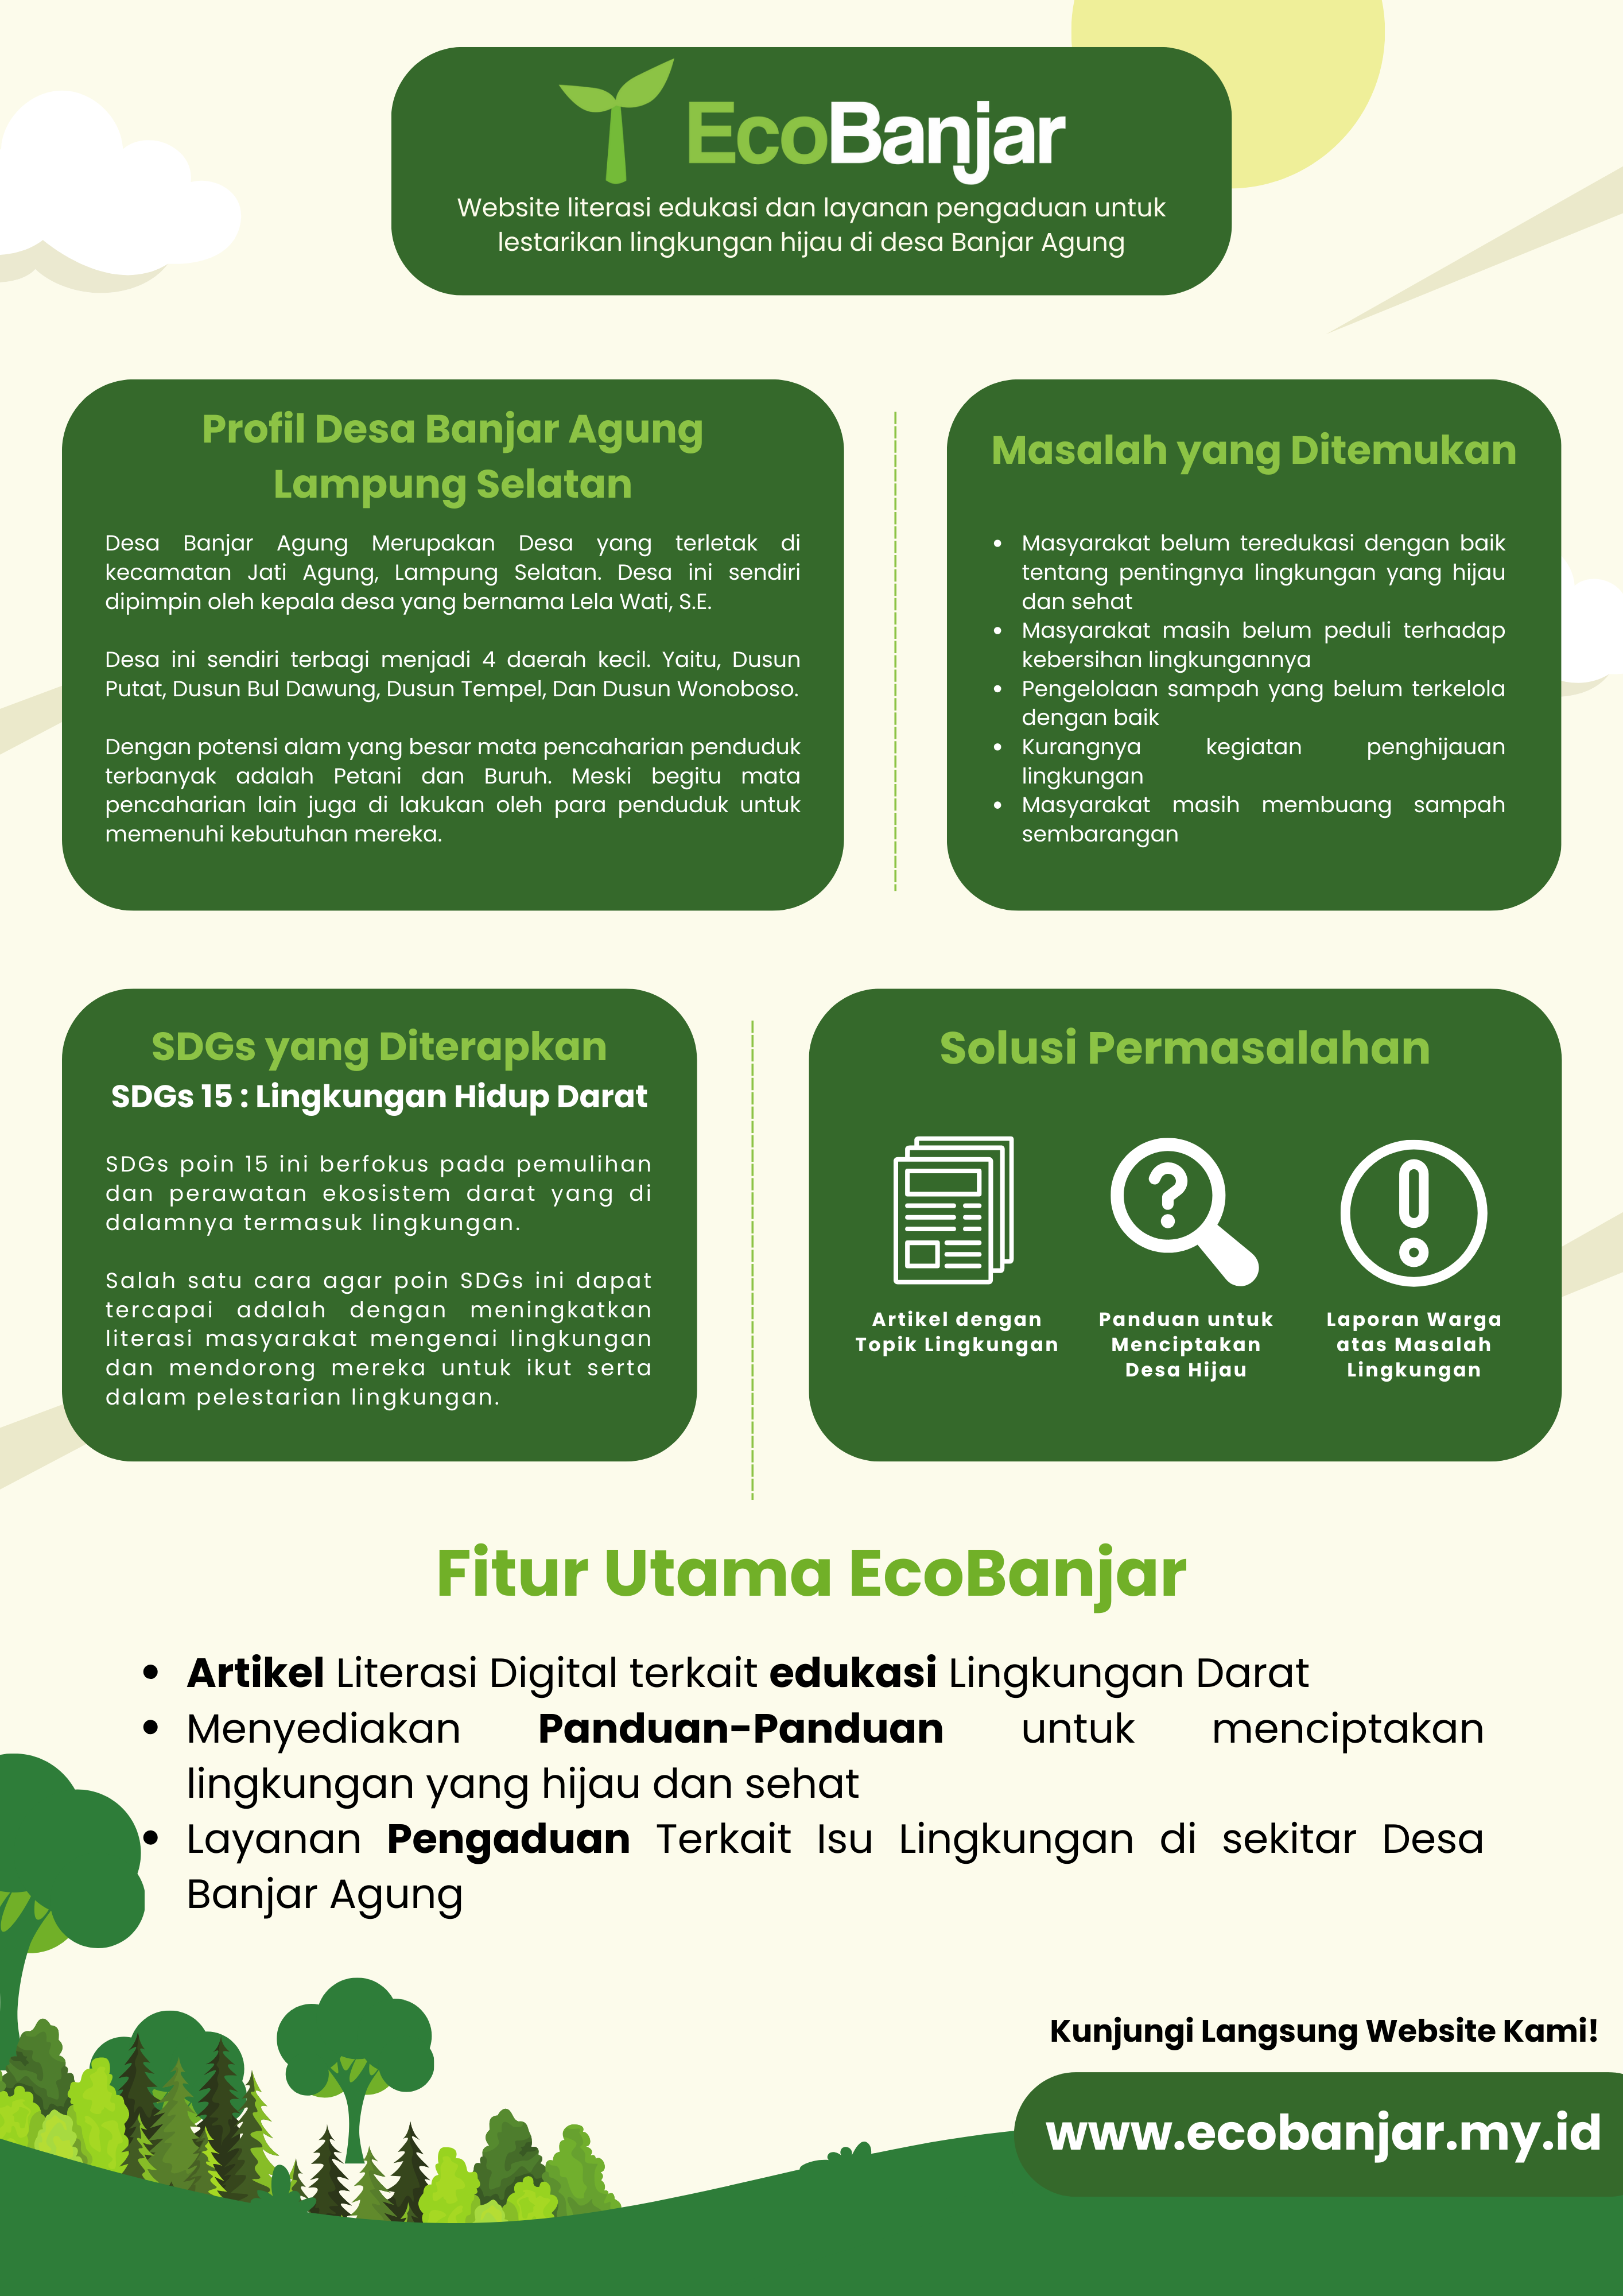 EcoBanjar
Website literasi edukasi dan layanan pengaduan untuk
lestarikan lingkungan hijau di desa Banjar Agung
Profil Desa Banjar Agung
Lampung Selatan
Desa Banjar Agung Merupakan Desa yang terletak di
kecamatan Jati Agung, Lampung Selatan. Desa ini sendiri
dipimpin oleh kepala desa yang bernama Lela Wati, S.E.
Desa ini sendiri terbagi menjadi 4 daerah kecil. Yaitu, Dusun
Putat, Dusun Bul Dawung, Dusun Tempel, Dan Dusun Wonoboso.
Dengan potensi alam yang besar mata pencaharian penduduk
terbanyak adalah Petani dan Buruh. Meski begitu mata
pencaharian lain juga di lakukan oleh para penduduk untuk
memenuhi kebutuhan mereka.
Masalah yang Ditemukan
• Masyarakat belum teredukasi dengan baik
tentang pentingnya lingkungan yang hijau
dan sehat
• Masyarakat masih belum peduli terhadap
kebersihan lingkungannya
• Pengelolaan sampah yang belum terkelola
dengan baik
• Kurangnya kegiatan penghijauan
lingkungan
• Masyarakat masih membuang sampah
sembarangan
SDGs yang Diterapkan
SDGs 15 : Lingkungan Hidup Darat
SDGs poin 15 ini berfokus pada pemulihan
dan perawatan ekosistem darat yang di
dalamnya termasuk lingkungan.
Salah satu cara agar poin SDGs ini dapat
tercapai adalah dengan meningkatkan
literasi masyarakat mengenai lingkungan
dan mendorong mereka untuk ikut serta
dalam pelestarian lingkungan.
Solusi Permasalahan
Artikel dengan
Topik Lingkungan
Panduan untuk
Menciptakan
Desa Hijau
Laporan Warga
atas Masalah
Lingkungan
Fitur Utama EcoBanjar
• Artikel Literasi Digital terkait edukasi Lingkungan Darat
• Menyediakan Panduan-Panduan untuk menciptakan
lingkungan yang hijau dan sehat
• Layanan Pengaduan Terkait Isu Lingkungan di sekitar Desa
Banjar Agung
Kunjungi Langsung Website Kami!
www.ecobanjar.my.id